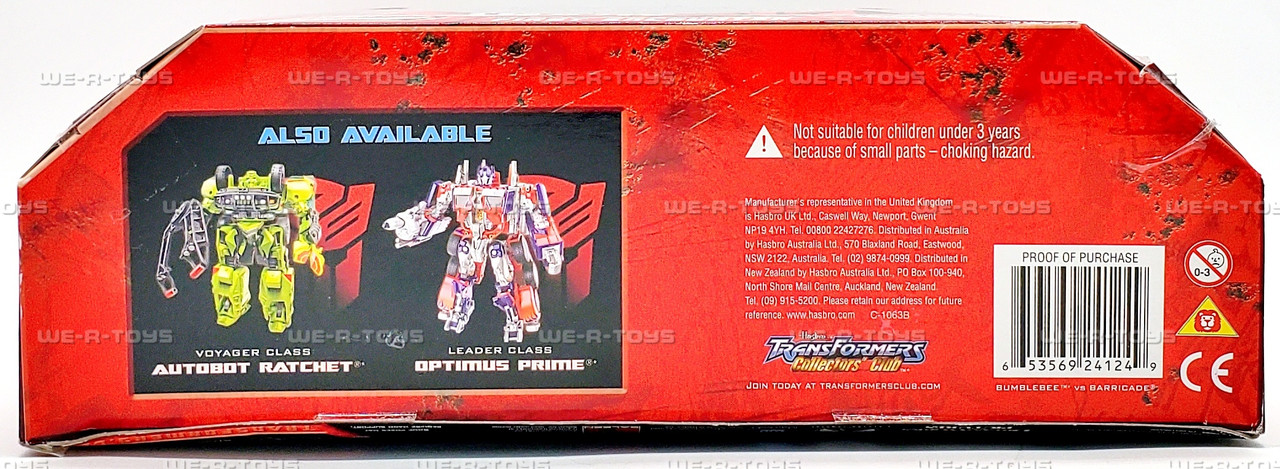 ALSO AVAILABLE
VOYAGER CLASS
AUTOBOT RATCHET®
LEADER CLASS
OPTIMUS PRIME®
Not suitable for children under 3 years
because of small parts – choking hazard.
Manufacturer's representative in the United Kingdom
is Hasbro UK Ltd., Caswell Way, Newport, Gwent
NP19 4YH. Tel. 00800 22427276. Distributed in Australia
by Hasbro Australia Ltd., 570 Blaxland Road, Eastwood,
NSW 2122, Australia. Tel. (02) 9874-0999. Distributed in
New Zealand by Hasbro Australia Ltd., PO Box 100-940,
North Shore Mail Centre, Auckland, New Zealand.
Tel. (09) 915-5200. Please retain our address for future
reference. www.hasbro.com C-1063B
Hasbro
TRANSFORMERS
Collectors' Club™
JOIN TODAY AT TRANSFORMERSCLUB.COM
PROOF OF PURCHASE
6 53569 24124 9
BUMBLEBEE™ vs BARRICADE™
0-3
CE
WE-R-TOYS